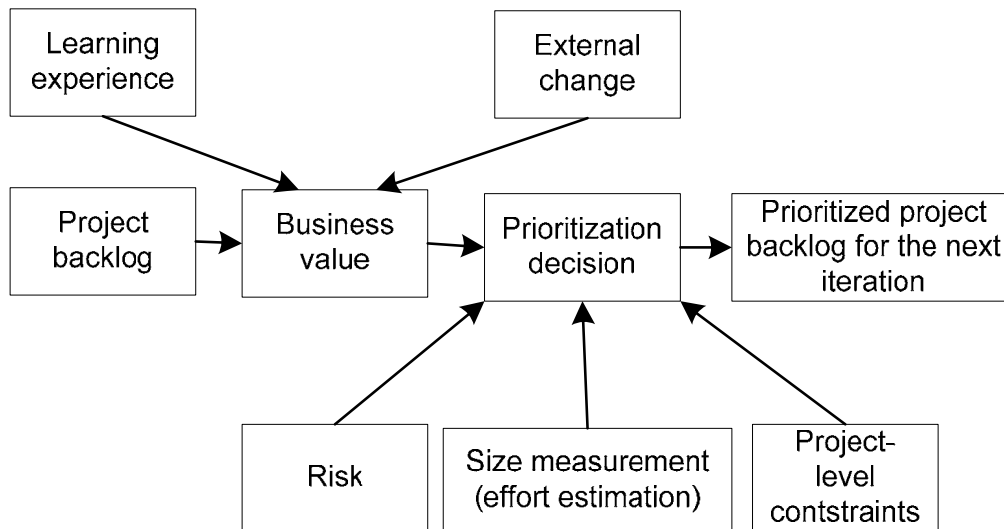 Learning
experience
External
change
Project
backlog
Business
value
Prioritization
decision
Prioritized project
backlog for the next
iteration
Risk
Size measurement
(effort estimation)
Project-
level
contstraints